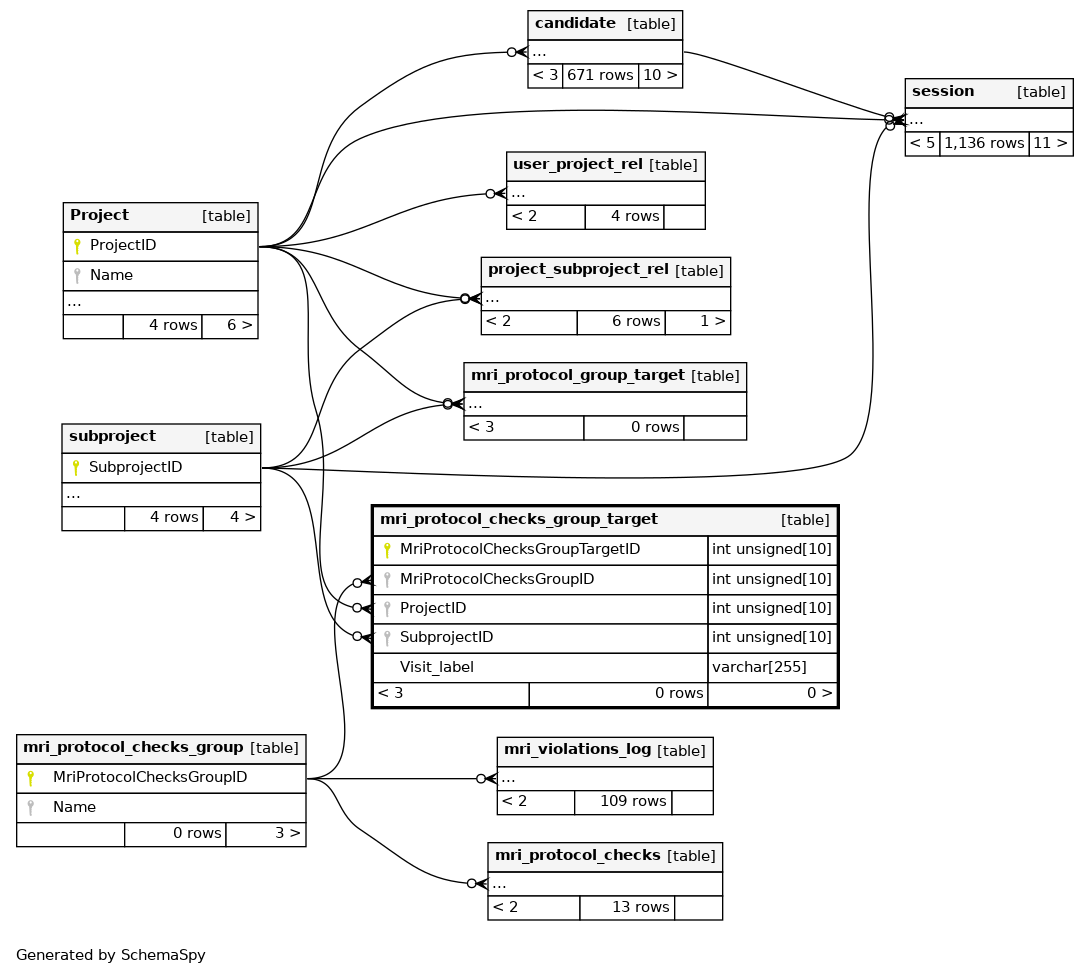 candidate [table]
...
< 3 671 rows 10 >
session [table]
...
< 5 1,136 rows 11 >
user_project_rel [table]
...
< 2 4 rows
Project [table]
ProjectID
Name
...
4 rows 6 >
project_subproject_rel [table]
...
< 2 6 rows 1 >
mri_protocol_group_target [table]
...
< 3 0 rows
subproject [table]
SubprojectID
...
4 rows 4 >
mri_protocol_checks_group_target [table]
MriProtocolChecksGroupTargetID int unsigned[10]
MriProtocolChecksGroupID int unsigned[10]
ProjectID int unsigned[10]
SubprojectID int unsigned[10]
Visit_label varchar[255]
< 3 0 rows 0 >
mri_protocol_checks_group [table]
MriProtocolChecksGroupID
Name
0 rows 3 >
mri_violations_log [table]
...
< 2 109 rows
mri_protocol_checks [table]
...
< 2 13 rows
Generated by SchemaSpy